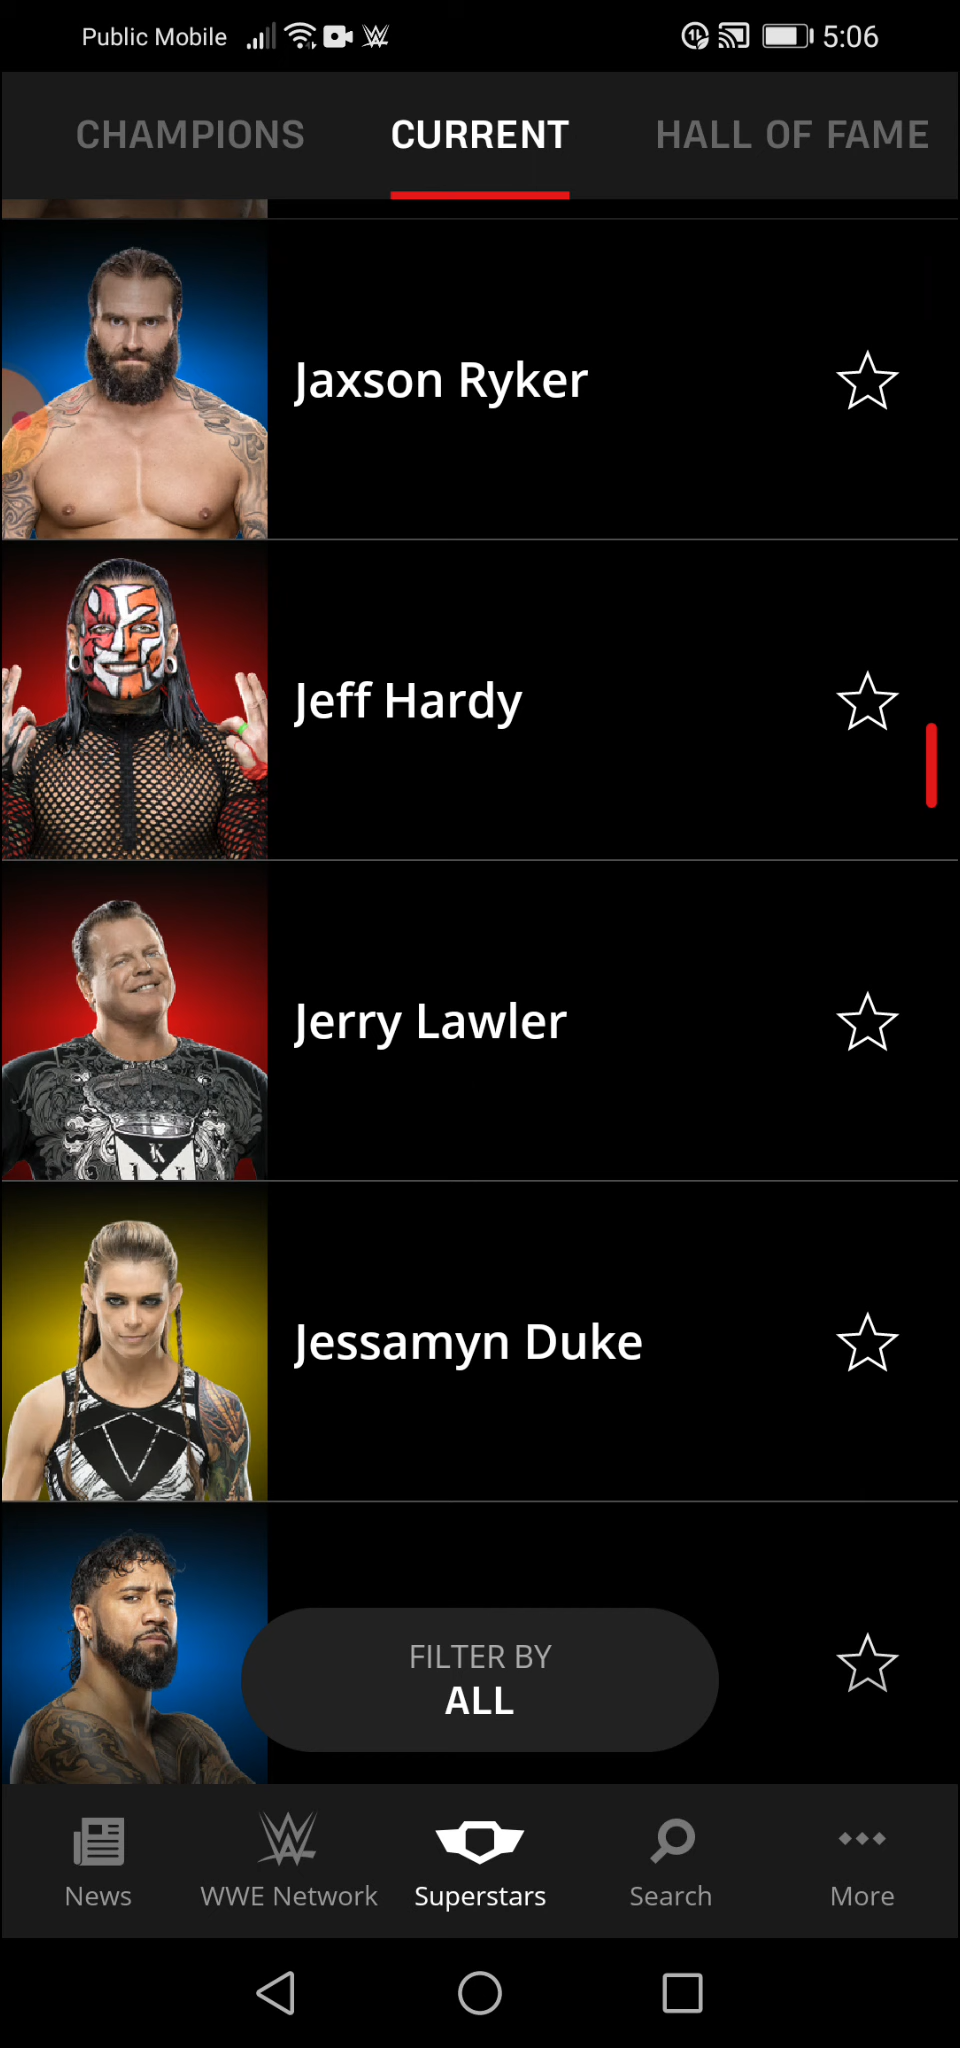 Public Mobile
5:06
CHAMPIONS
CURRENT
HALL OF FAME
Jaxson Ryker
Jeff Hardy
Jerry Lawler
K
Jessamyn Duke
FILTER BY
ALL
News
WWE Network
Superstars
Search
More